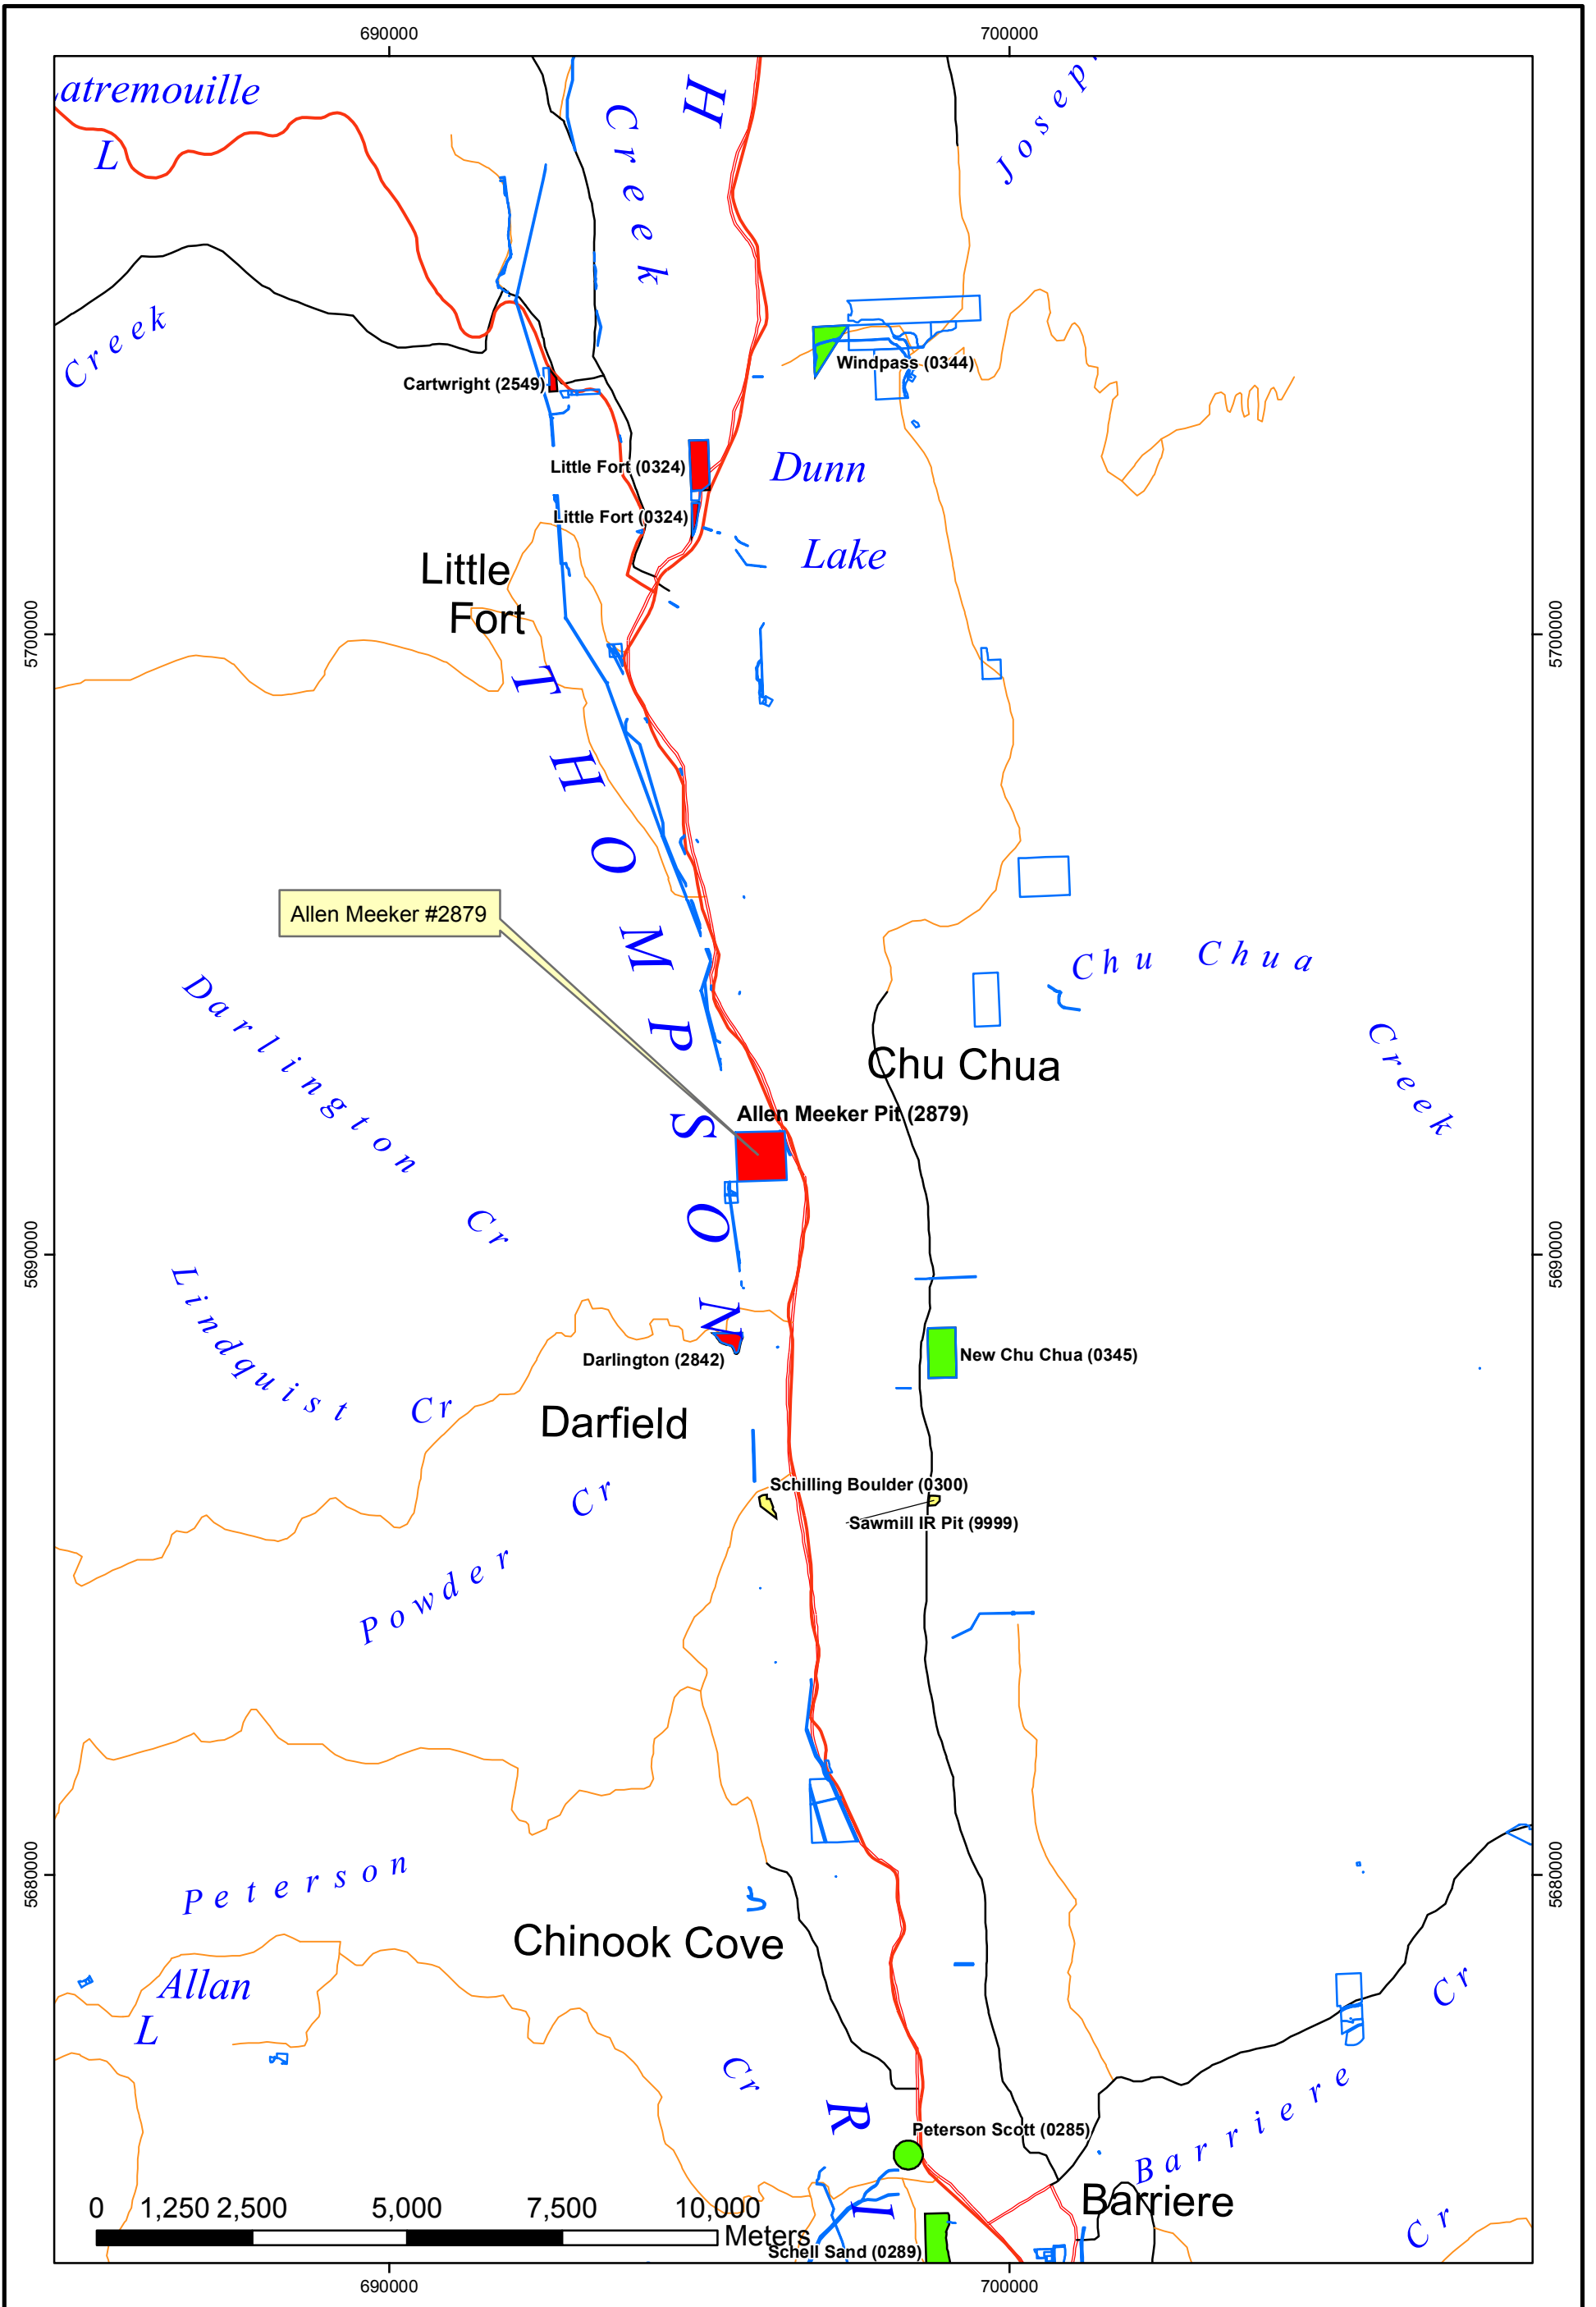 690000
700000
atremouille
L
Creek
H
Joseph
Creek
Windpass (0344)
Cartwright (2549)
Little Fort (0324)
Dunn
Little Fort (0324)
Lake
Little
Fort
5700000
5700000
THOMPSON
Allen Meeker #2879
Chu Chua
Creek
Darlington
Cr
Chu Chua
Allen Meeker Pit (2879)
5690000
5690000
Lindquist
Cr
Darlington (2842)
New Chu Chua (0345)
Darfield
Schilling Boulder (0300)
Sawmill IR Pit (9999)
Powder
Cr
5680000
5680000
Peterson
Cr
Chinook Cove
Allan
L
Cr
R I
Peterson Scott (0285)
Barriere
Barriere
Cr
0 1,250 2,500 5,000 7,500 10,000
Meters
Schell Sand (0289)
690000
700000